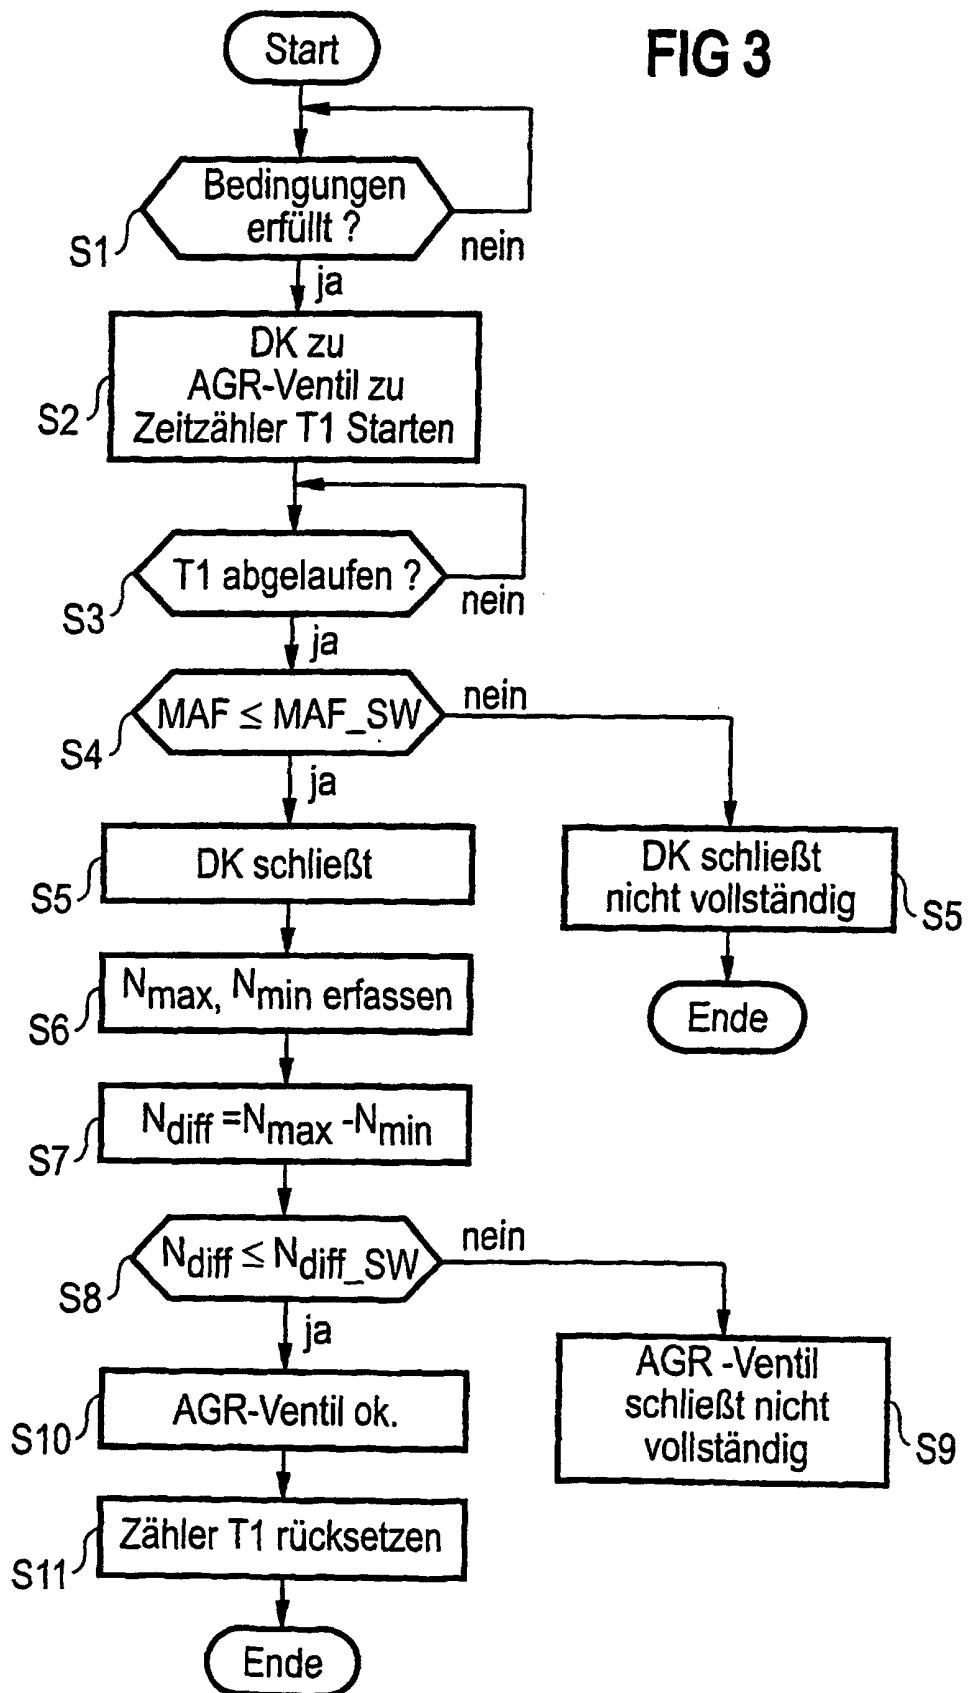 Start
FIG 3
Bedingungen
erfüllt ?
S1
nein
ja
DK zu
AGR-Ventil zu
Zeitzähler T1 Starten
S2
T1 abgelaufen ?
S3
nein
ja
MAF ≤ MAF_SW
nein
S4
ja
DK schließt
S5
DK schließt
nicht vollständig
S5
Nmax, Nmin erfassen
S6
Ende
Ndiff =Nmax -Nmin
S7
Ndiff ≤ Ndiff_SW
nein
S8
ja
AGR-Ventil ok.
S10
AGR -Ventil
schließt nicht
vollständig
S9
Zähler T1 rücksetzen
S11
Ende